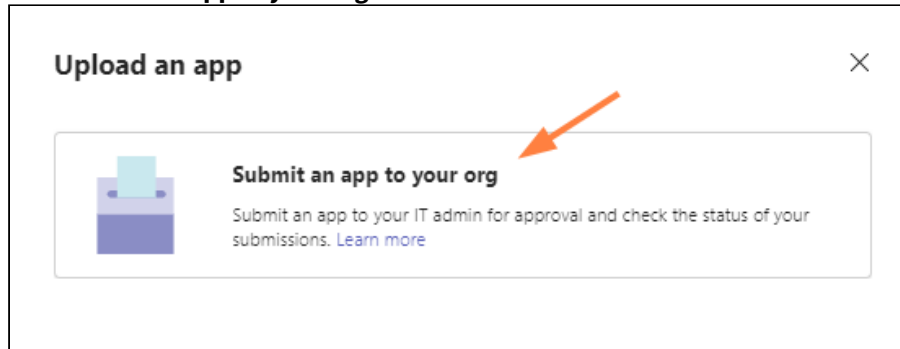 Upload an app
Submit an app to your org
Submit an app to your IT admin for approval and check the status of your
submissions. Learn more